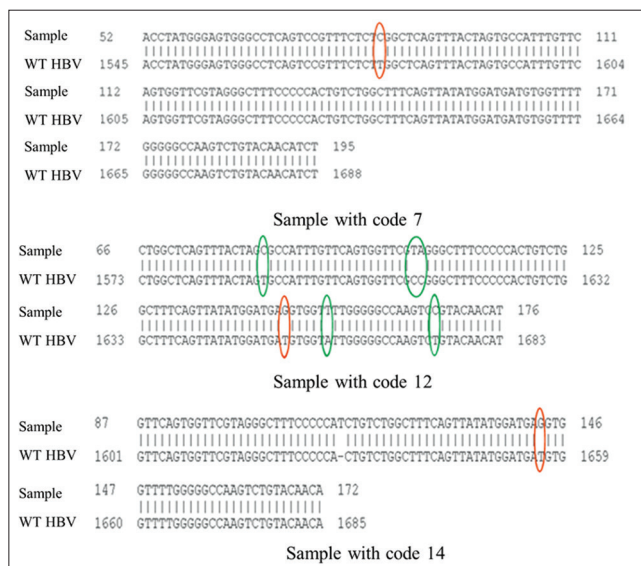 Sample 52 ACCTATGGGAGTGGGCCTCAGTCCGTTTCTCTCGGCTCAGTTTACTAGTGCCATTTGTTC 111
WT HBV 1545 ACCTATGGGAGTGGGCCTCAGTCCGTTTCTCTTGGCTCAGTTTACTAGTGCCATTTGTTC 1604
Sample 112 AGTGGTTCGTAGGGCTTTCCCCCACTGTCTGGCTTTCAGTTATATGGATGATGTGGTTTT 171
WT HBV 1605 AGTGGTTCGTAGGGCTTTCCCCCACTGTCTGGCTTTCAGTTATATGGATGATGTGGTTTT 1664
Sample 172 GGGGGCCAAGTCTGTACAACATCT 195
WT HBV 1665 GGGGGCCAAGTCTGTACAACATCT 1688
Sample with code 7
Sample 66 CTGGCTCAGTTTACTAGCGCCATTTGTTCAGTGGTTCGTAGGGCTTTCCCCCACTGTCTG 125
WT HBV 1573 CTGGCTCAGTTTACTAGTGCCATTTGTTCAGTGGTTCGCCGGGCTTTCCCCCACTGTCTG 1632
Sample 126 GCTTTCAGTTATATGGATGAGGTGGTTTTGGGGGCCAAGTCCGTACAACAT 176
WT HBV 1633 GCTTTCAGTTATATGGATGATGTGGTATTGGGGGCCAAGTCTGTACAACAT 1683
Sample with code 12
Sample 87 GTTCAGTGGTTCGTAGGGCTTTCCCCCATCTGTCTGGCTTTCAGTTATATGGATGAGGTG 146
WT HBV 1601 GTTCAGTGGTTCGTAGGGCTTTCCCCCA-CTGTCTGGCTTTCAGTTATATGGATGATGTG 1659
Sample 147 GTTTTGGGGGCCAAGTCTGTACAACA 172
WT HBV 1660 GTTTTGGGGGCCAAGTCTGTACAACA 1685
Sample with code 14